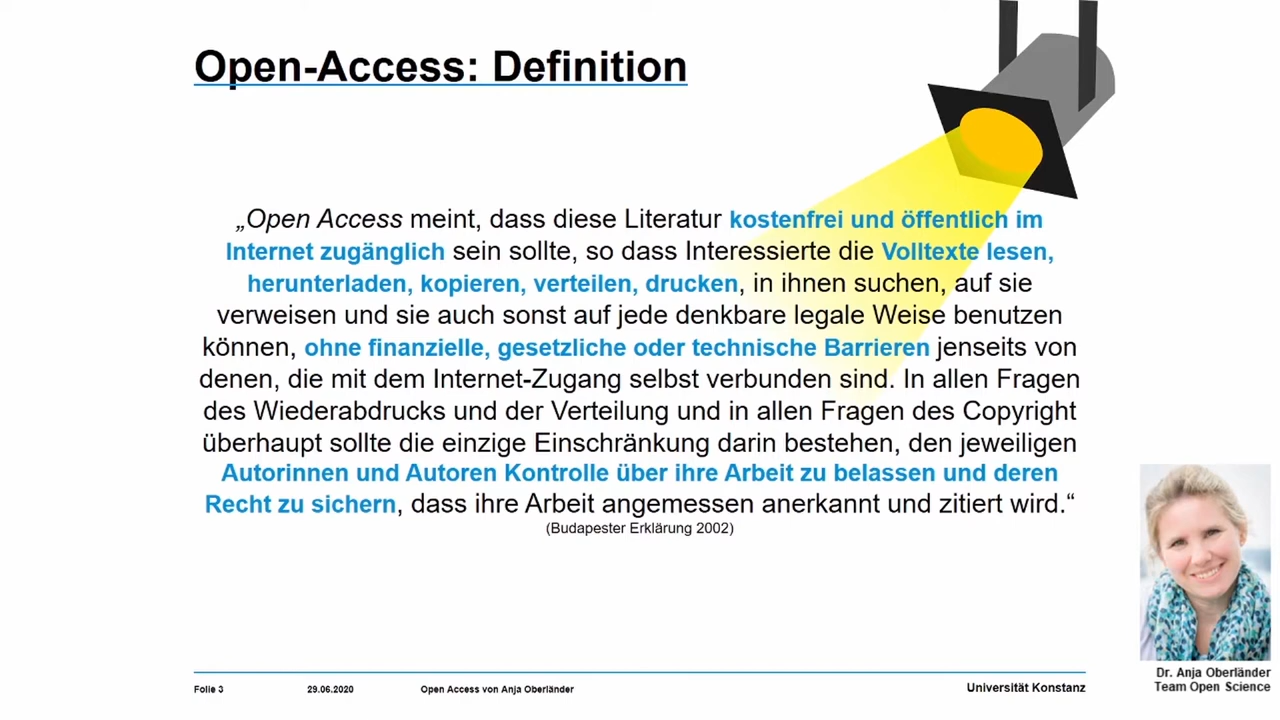 Open-Access: Definition
„Open Access meint, dass diese Literatur kostenfrei und öffentlich im
Internet zugänglich sein sollte, so dass Interessierte die Volltexte lesen,
herunterladen, kopieren, verteilen, drucken, in ihnen suchen, auf sie
verweisen und sie auch sonst auf jede denkbare legale Weise benutzen
können, ohne finanzielle, gesetzliche oder technische Barrieren jenseits von
denen, die mit dem Internet-Zugang selbst verbunden sind. In allen Fragen
des Wiederabdrucks und der Verteilung und in allen Fragen des Copyright
überhaupt sollte die einzige Einschränkung darin bestehen, den jeweiligen
Autorinnen und Autoren Kontrolle über ihre Arbeit zu belassen und deren
Recht zu sichern, dass ihre Arbeit angemessen anerkannt und zitiert wird.“
(Budapester Erklärung 2002)
Dr. Anja Oberländer
Team Open Science
Folie 3 29.06.2020 Open Access von Anja Oberländer Universität Konstanz